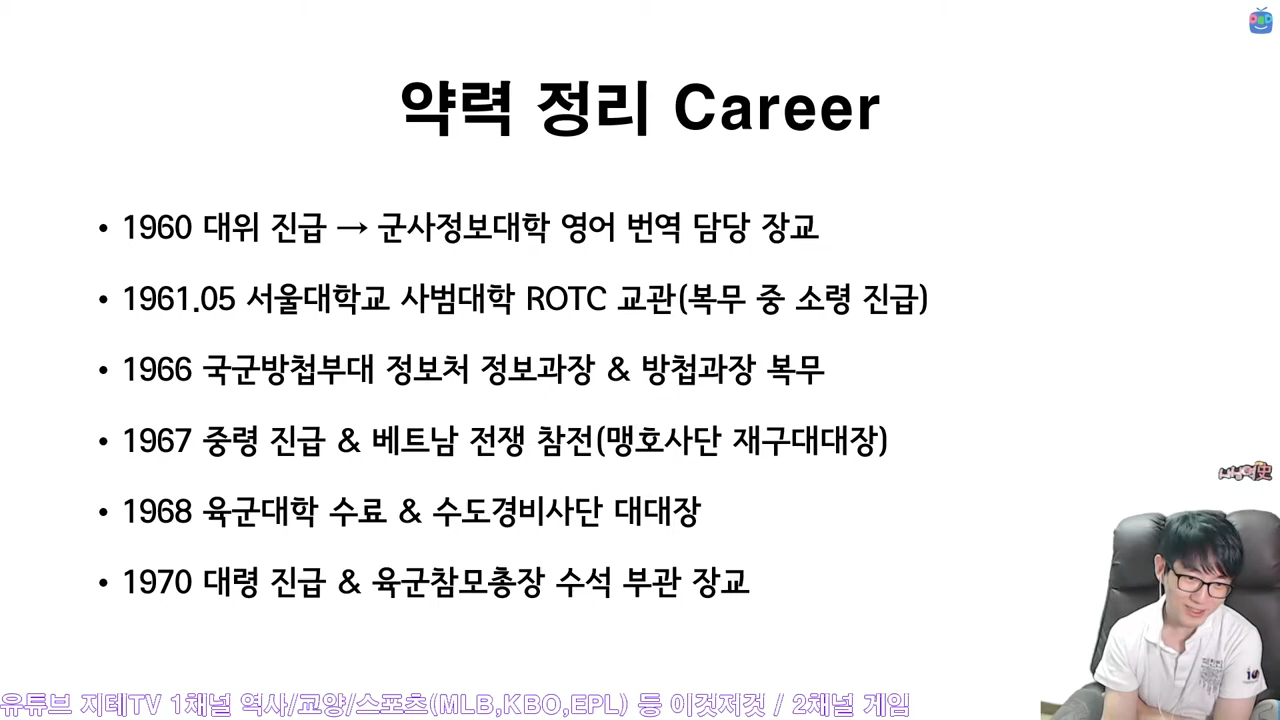 약력 정리 Career
• 1960 대위 진급 → 군사정보대학 영어 번역 담당 장교
• 1961.05 서울대학교 사범대학 ROTC 교관(복무 중 소령 진급)
• 1966 국군방첩부대 정보처 정보과장 & 방첩과장 복무
• 1967 중령 진급 & 베트남 전쟁 참전(맹호사단 재구대대장)
• 1968 육군대학 수료 & 수도경비사단 대대장
• 1970 대령 진급 & 육군참모총장 수석 부관 장교
유튜브 지테TV 1채널 역사/교양/스포츠(MLB,KBO,EPL) 등 이것저것 / 2채널 게임